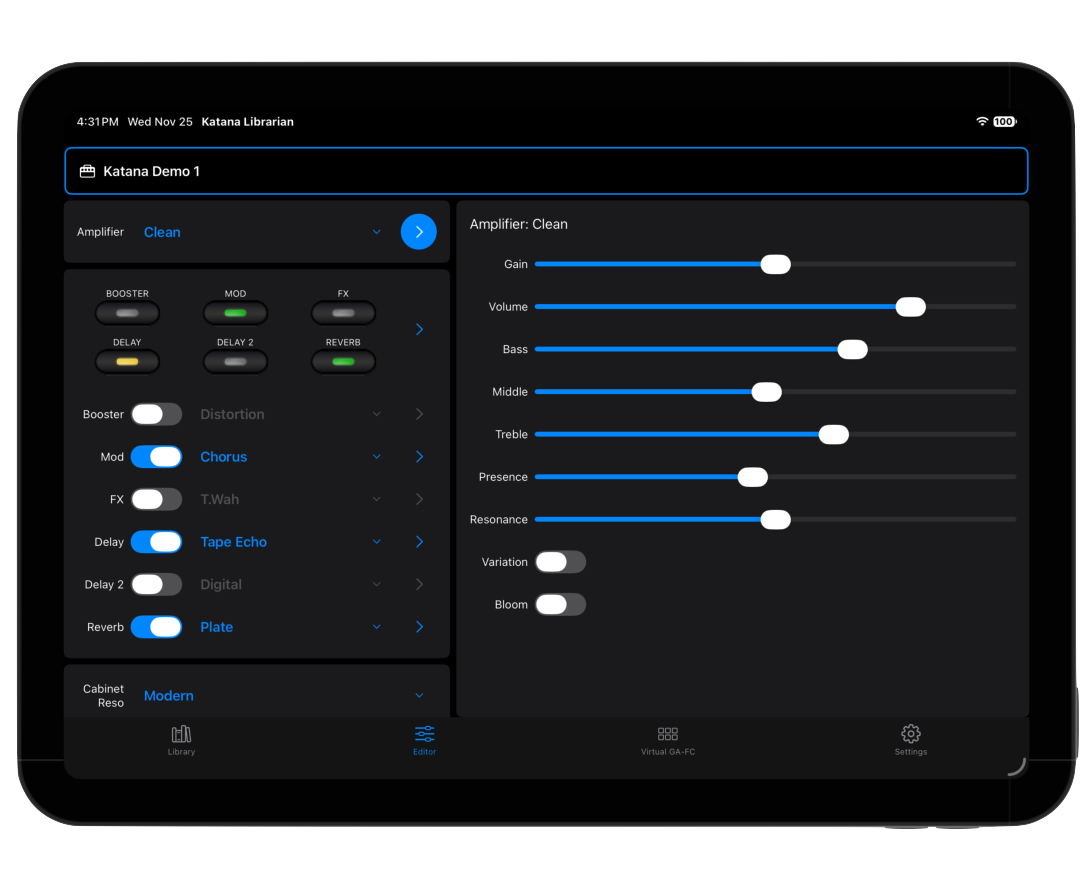 4:31 PM Wed Nov 25 Katana Librarian 100
Katana Demo 1
Amplifier Clean
BOOSTER MOD FX
DELAY DELAY 2 REVERB
Booster Distortion
Mod Chorus
FX T.Wah
Delay Tape Echo
Delay 2 Digital
Reverb Plate
Cabinet
Reso Modern
Amplifier: Clean
Gain
Volume
Bass
Middle
Treble
Presence
Resonance
Variation
Bloom
Library Editor Virtual GA-FC Settings